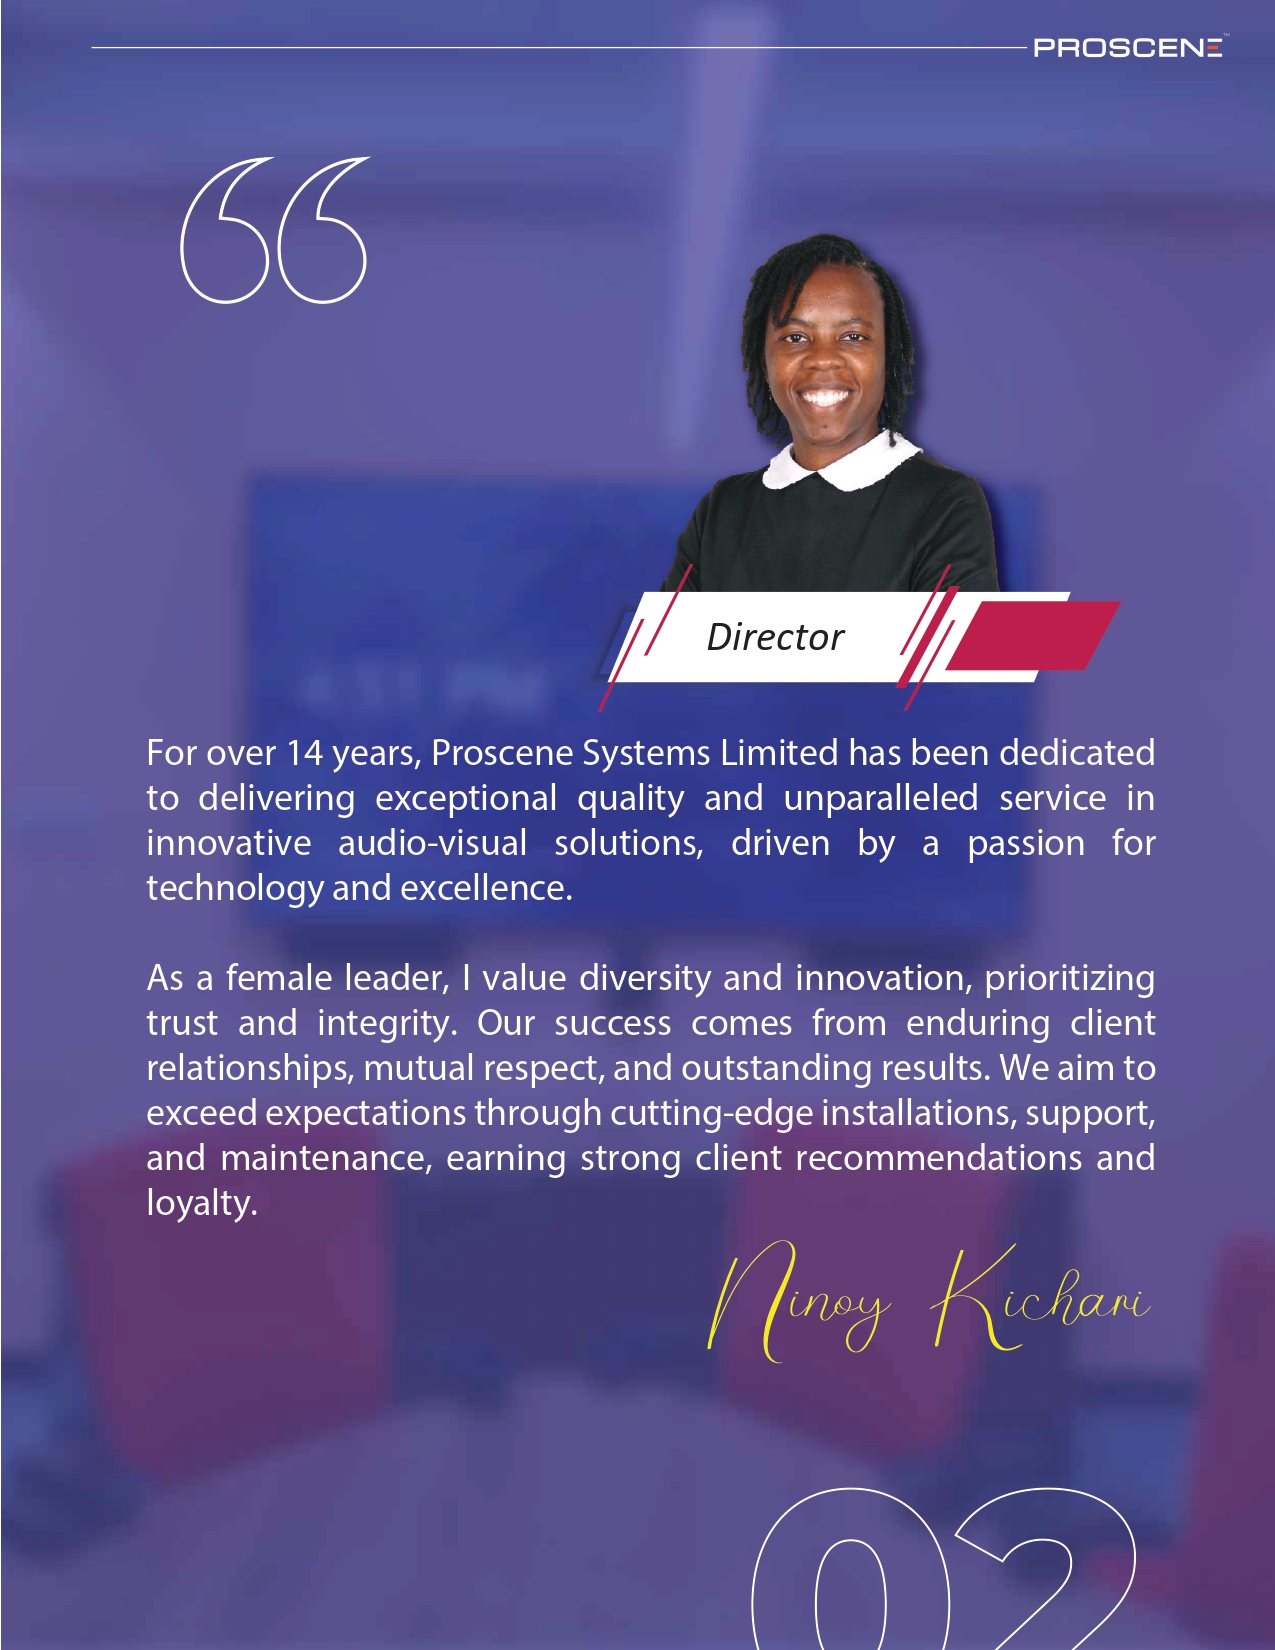 PROSCENE™
“
Director
For over 14 years, Proscene Systems Limited has been dedicated
to delivering exceptional quality and unparalleled service in
innovative audio-visual solutions, driven by a passion for
technology and excellence.
As a female leader, I value diversity and innovation, prioritizing
trust and integrity. Our success comes from enduring client
relationships, mutual respect, and outstanding results. We aim to
exceed expectations through cutting-edge installations, support,
and maintenance, earning strong client recommendations and
loyalty.
Ninoy Kichari
02